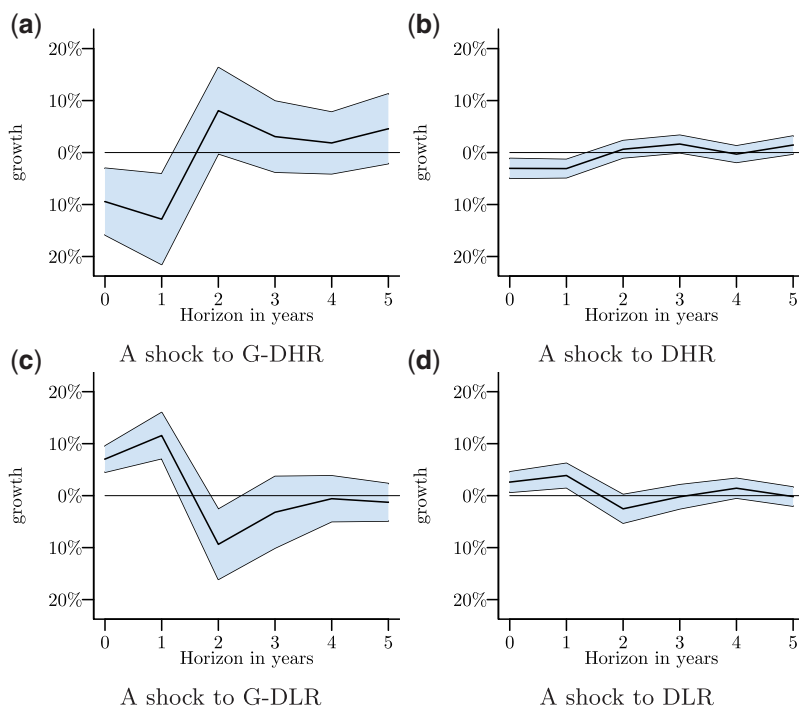 (a)
20%
10%
0%
10%
20%
growth
0 1 2 3 4 5
Horizon in years
A shock to G-DHR
(b)
20%
10%
0%
10%
20%
growth
0 1 2 3 4 5
Horizon in years
A shock to DHR
(c)
20%
10%
0%
10%
20%
growth
0 1 2 3 4 5
Horizon in years
A shock to G-DLR
(d)
20%
10%
0%
10%
20%
growth
0 1 2 3 4 5
Horizon in years
A shock to DLR